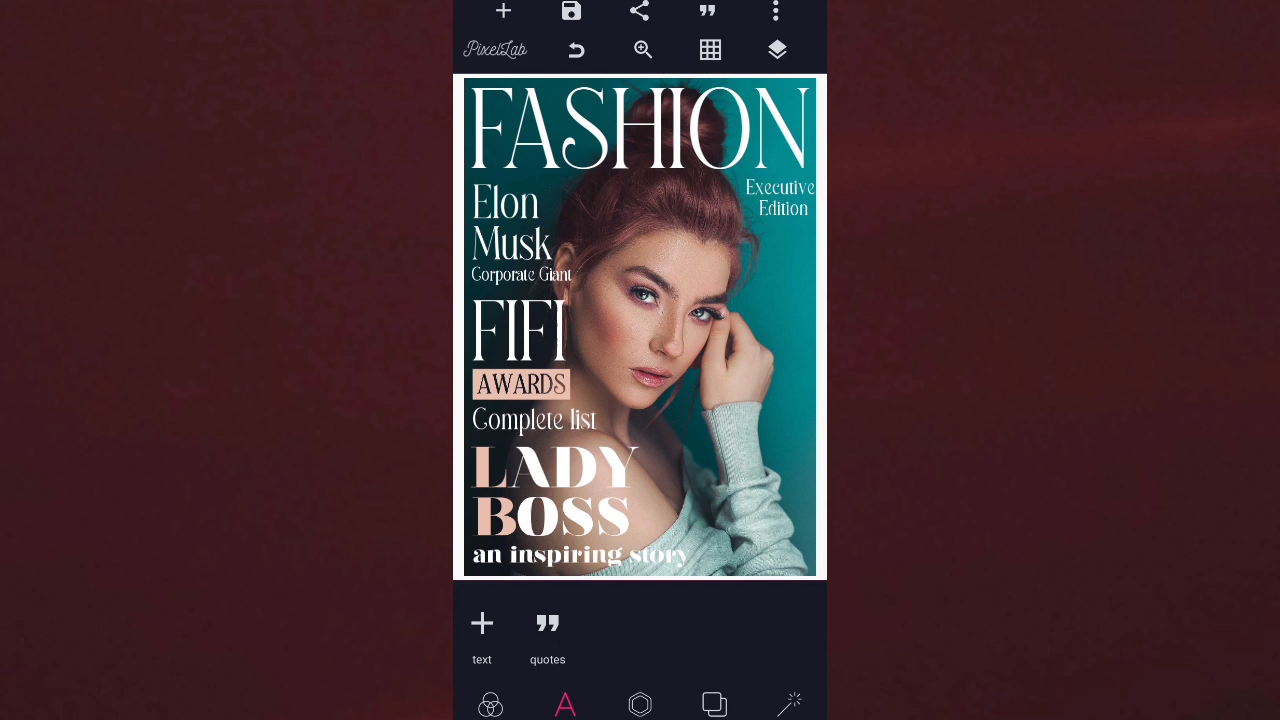 PixelLab
FASHION
Executive
Edition
Elon
Musk
Corporate Giant
FIFI
AWARDS
Complete list
LADY
BOSS
an inspiring story
text
quotes